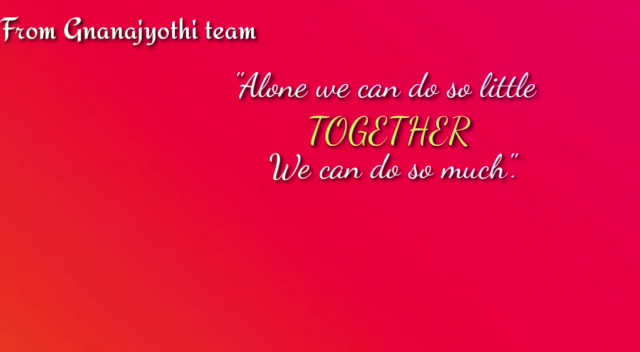 From Gnanajyothi team
"Alone we can do so little
TOGETHER
We can do so much".